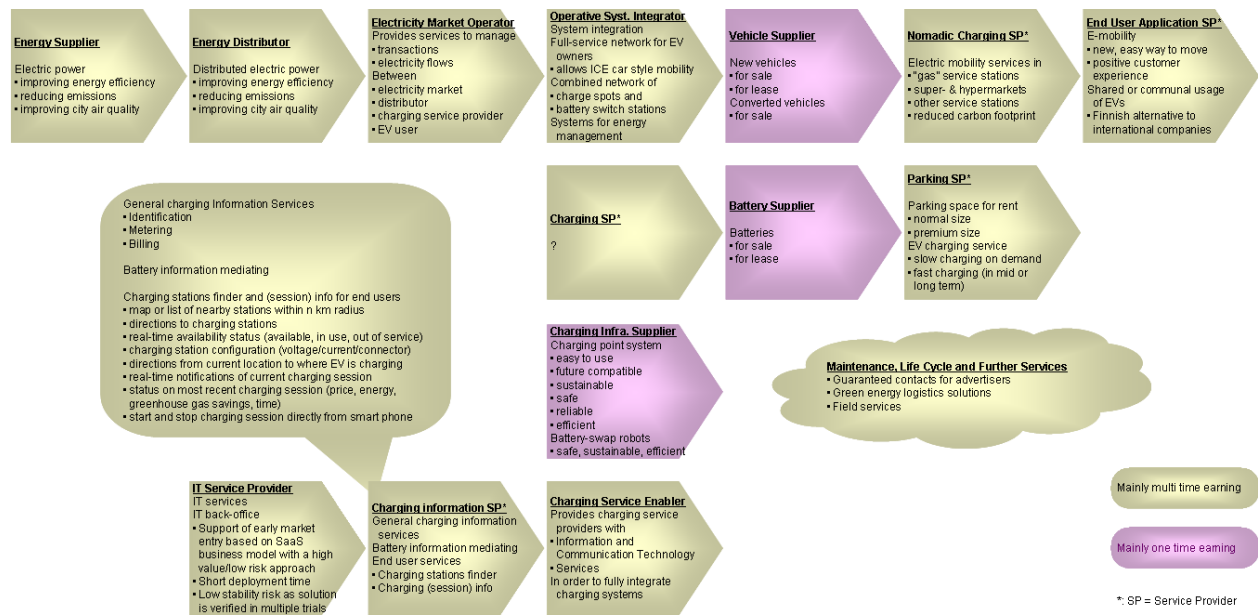 Energy Supplier
Electric power
▪ improving energy efficiency
▪ reducing emissions
▪ improving city air quality
Energy Distributor
Distributed electric power
▪ improving energy efficiency
▪ reducing emissions
▪ improving city air quality
Electricity Market Operator
Provides services to manage
▪ transactions
▪ electricity flows
Between
▪ electricity market
▪ distributor
▪ charging service provider
▪ EV user
Operative Syst. Integrator
System integration
Full-service network for EV
owners
▪ allows ICE car style mobility
Combined network of
▪ charge spots and
▪ battery switch stations
Systems for energy
management
Vehicle Supplier
New vehicles
▪ for sale
▪ for lease
Converted vehicles
▪ for sale
Nomadic Charging SP*
Electric mobility services in
▪ "gas" service stations
▪ super- & hypermarkets
▪ other service stations
▪ reduced carbon footprint
End User Application SP*
E-mobility
▪ new, easy way to move
▪ positive customer
experience
Shared or communal usage
of EVs
▪ Finnish alternative to
international companies
General charging Information Services
▪ Identification
▪ Metering
▪ Billing
Battery information mediating
Charging stations finder and (session) info for end users
▪ map or list of nearby stations within n km radius
▪ directions to charging stations
▪ real-time availability status (available, in use, out of service)
▪ charging station configuration (voltage/current/connector)
▪ directions from current location to where EV is charging
▪ real-time notifications of current charging session
▪ status on most recent charging session (price, energy,
greenhouse gas savings, time)
▪ start and stop charging session directly from smart phone
Charging SP*
?
Battery Supplier
Batteries
▪ for sale
▪ for lease
Parking SP*
Parking space for rent
▪ normal size
▪ premium size
EV charging service
▪ slow charging on demand
▪ fast charging (in mid or
long term)
Charging Infra. Supplier
Charging point system
▪ easy to use
▪ future compatible
▪ sustainable
▪ safe
▪ reliable
▪ efficient
Battery-swap robots
▪ safe, sustainable, efficient
Maintenance, Life Cycle and Further Services
▪ Guaranteed contacts for advertisers
▪ Green energy logistics solutions
▪ Field services
IT Service Provider
IT services
IT back-office
▪ Support of early market
entry based on SaaS
business model with a high
value/low risk approach
▪ Short deployment time
▪ Low stability risk as solution
is verified in multiple trials
Charging information SP*
General charging information
services
Battery information mediating
End user services
▪ Charging stations finder
▪ Charging (session) info
Charging Service Enabler
Provides charging service
providers with
▪ Information and
Communication Technology
▪ Services
In order to fully integrate
charging systems
Mainly multi time earning
Mainly one time earning
*: SP = Service Provider